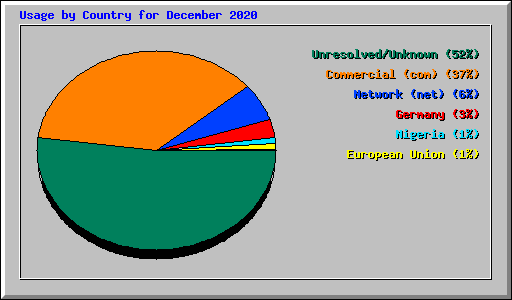 Usage by Country for December 2020
Unresolved/Unknown (52%)
Commercial (com) (37%)
Network (net) (6%)
Germany (3%)
Nigeria (1%)
European Union (1%)